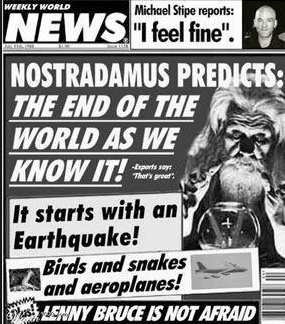 WEEKLY WORLD
NEWS
Michael Stipe reports:
"I feel fine".
NOSTRADAMUS PREDICTS:
THE END OF THE
WORLD AS WE
KNOW IT!
-Experts say:
"That's great".
It starts with an
Earthquake!
Birds and snakes
and aeroplanes!
LENNY BRUCE IS NOT AFRAID